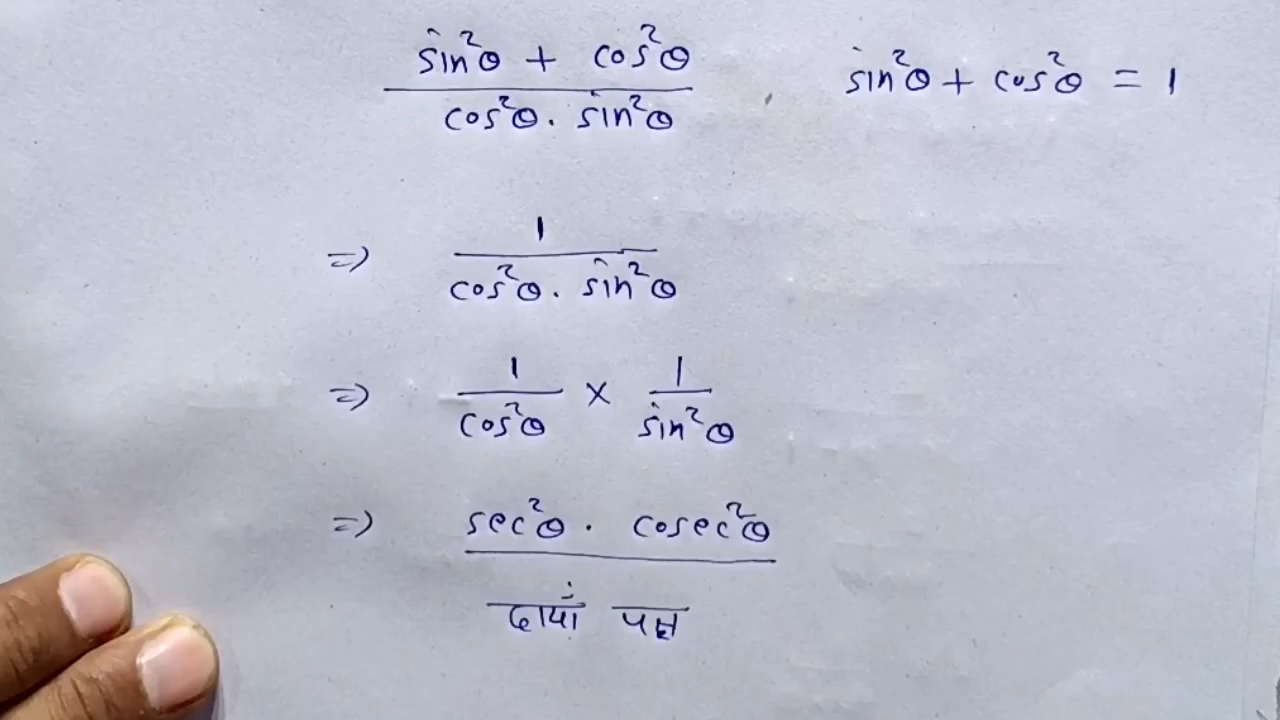 sin²θ + cos²θ
sin²θ + cos²θ = 1
cos²θ . sin²θ
=> 1
cos²θ . sin²θ
=> 1 × 1
cos²θ sin²θ
=> sec²θ . cosec²θ
दायां पक्ष